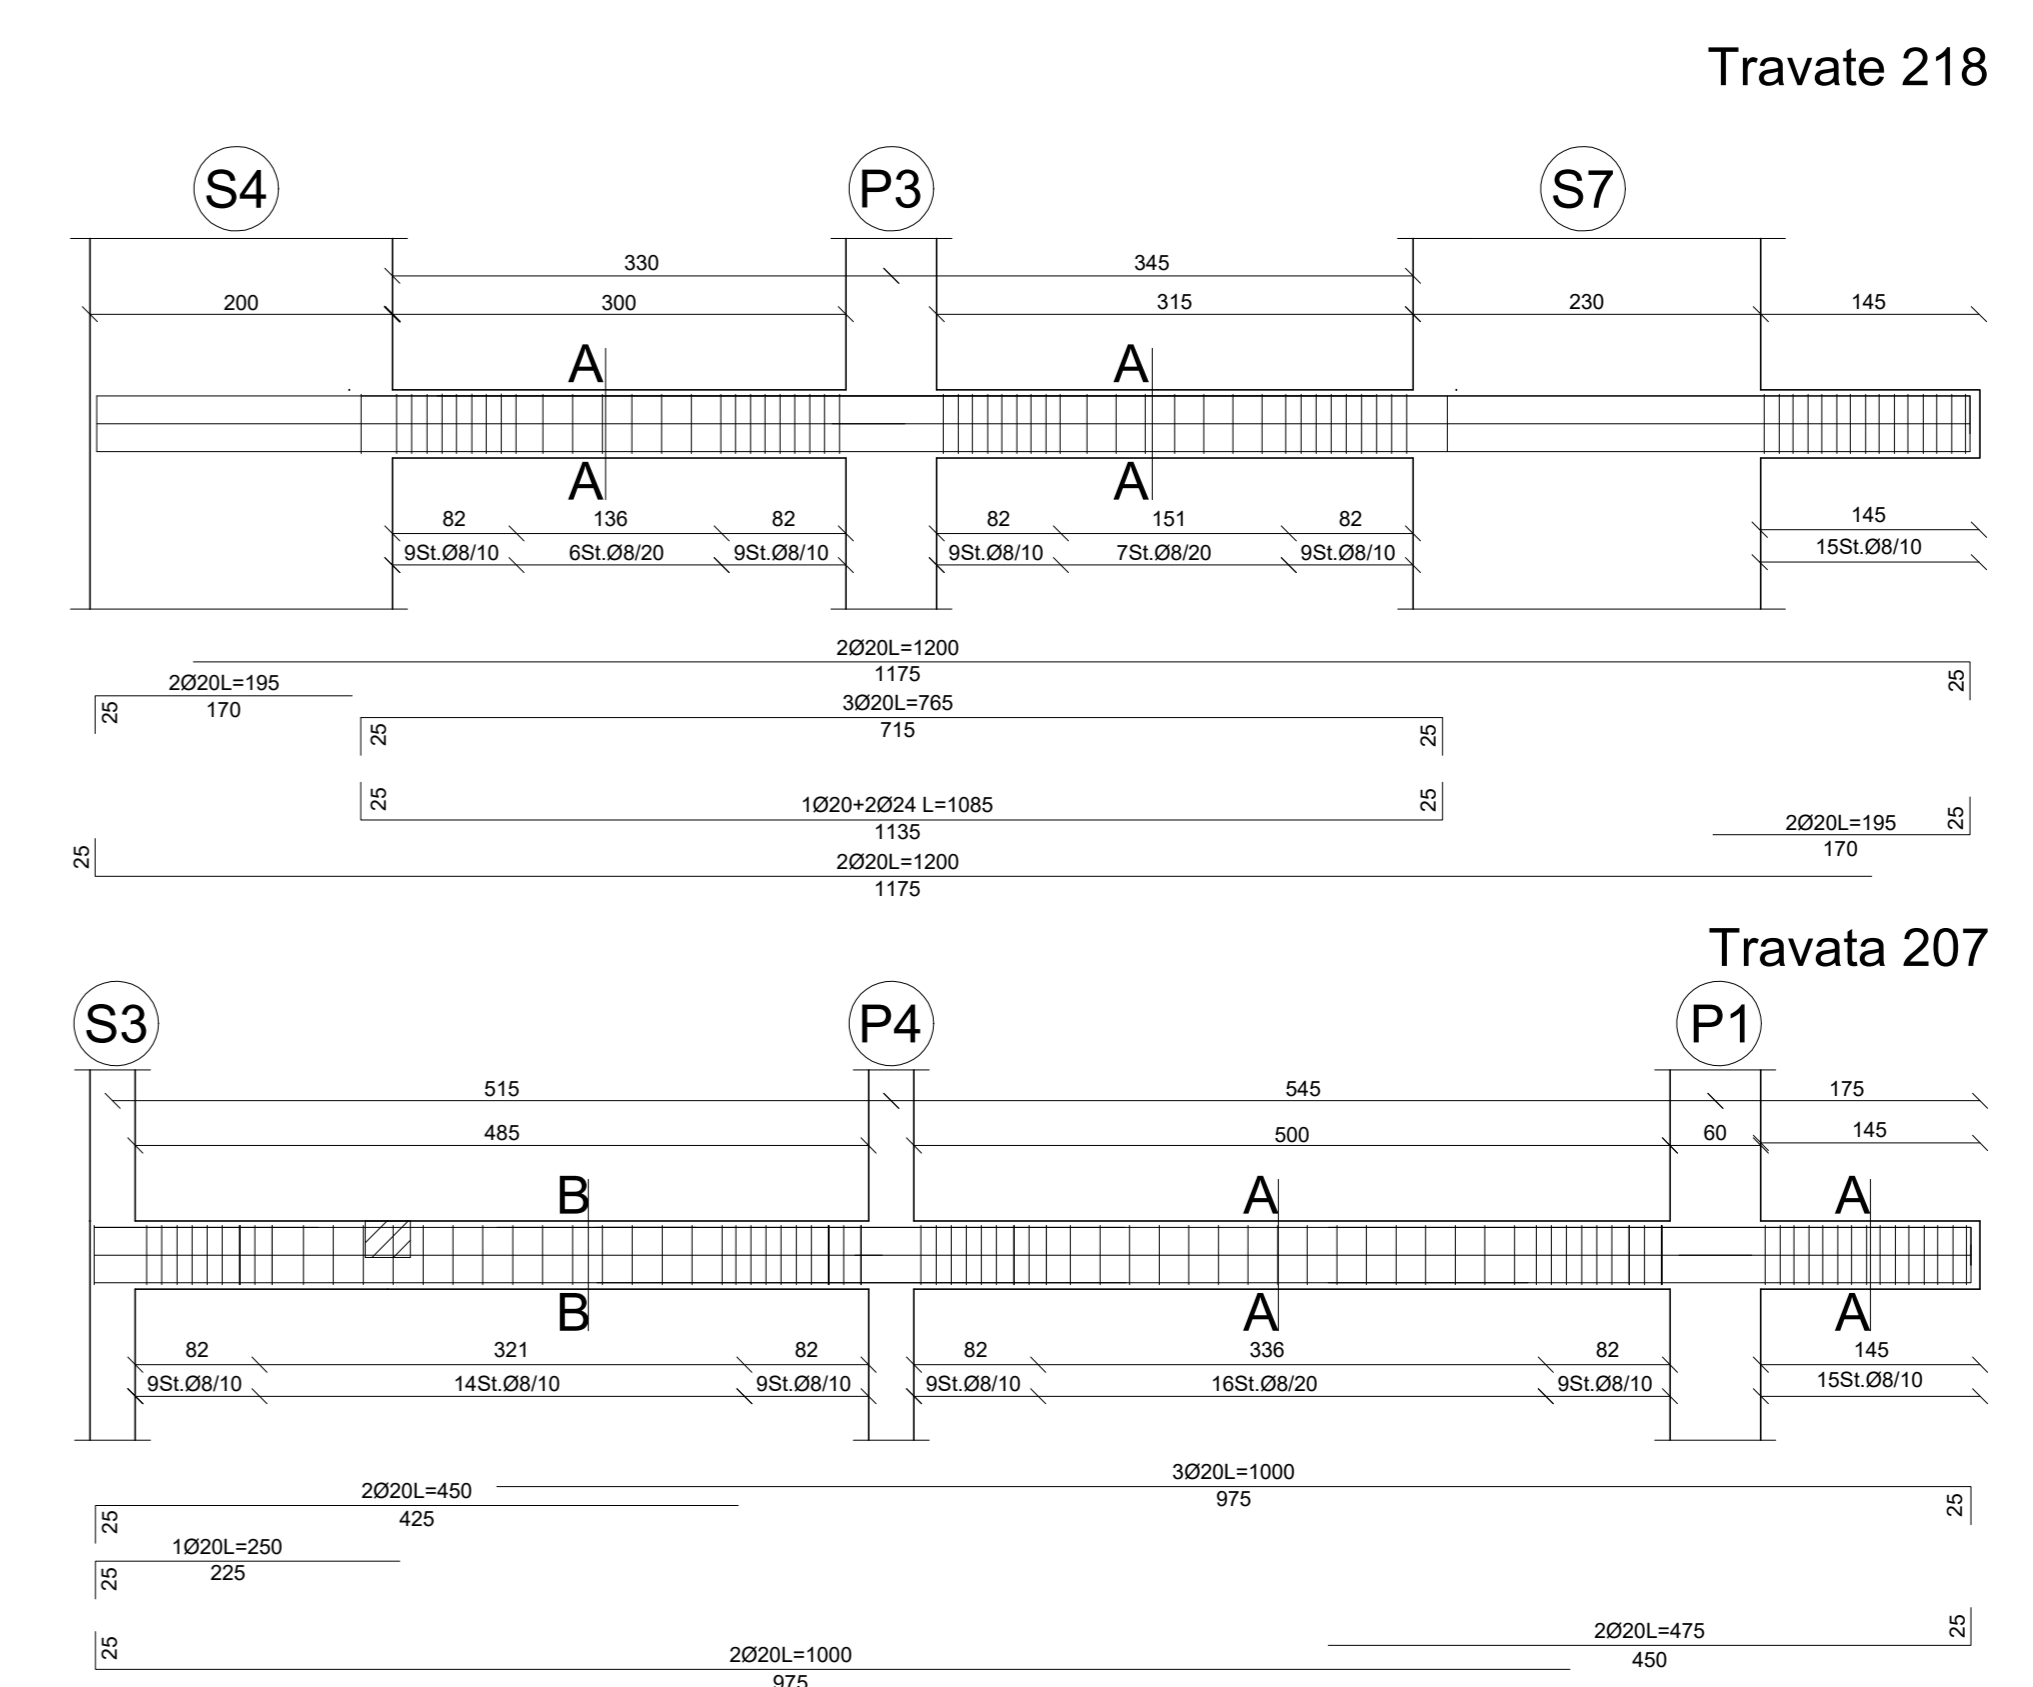 Travate 218
S4 P3 S7
330 345
200 300 315 230 145
A A
A A
82 136 82 82 151 82 145
9St.Ø8/10 6St.Ø8/20 9St.Ø8/10 9St.Ø8/10 7St.Ø8/20 9St.Ø8/10 15St.Ø8/10
2Ø20L=1200
1175
25
2Ø20L=195
170
25
3Ø20L=765
715
25 25
25 25
1Ø20+2Ø24 L=1085
1135
2Ø20L=195
170
25
25
2Ø20L=1200
1175
Travata 207
S3 P4 P1
515 545 175
485 500 60 145
B A A
B A A
82 321 82 82 336 82 145
9St.Ø8/10 14St.Ø8/10 9St.Ø8/10 9St.Ø8/10 16St.Ø8/20 9St.Ø8/10 15St.Ø8/10
3Ø20L=1000
975
25
2Ø20L=450
425
25
1Ø20L=250
225
25
2Ø20L=475
450
25
25
2Ø20L=1000
975